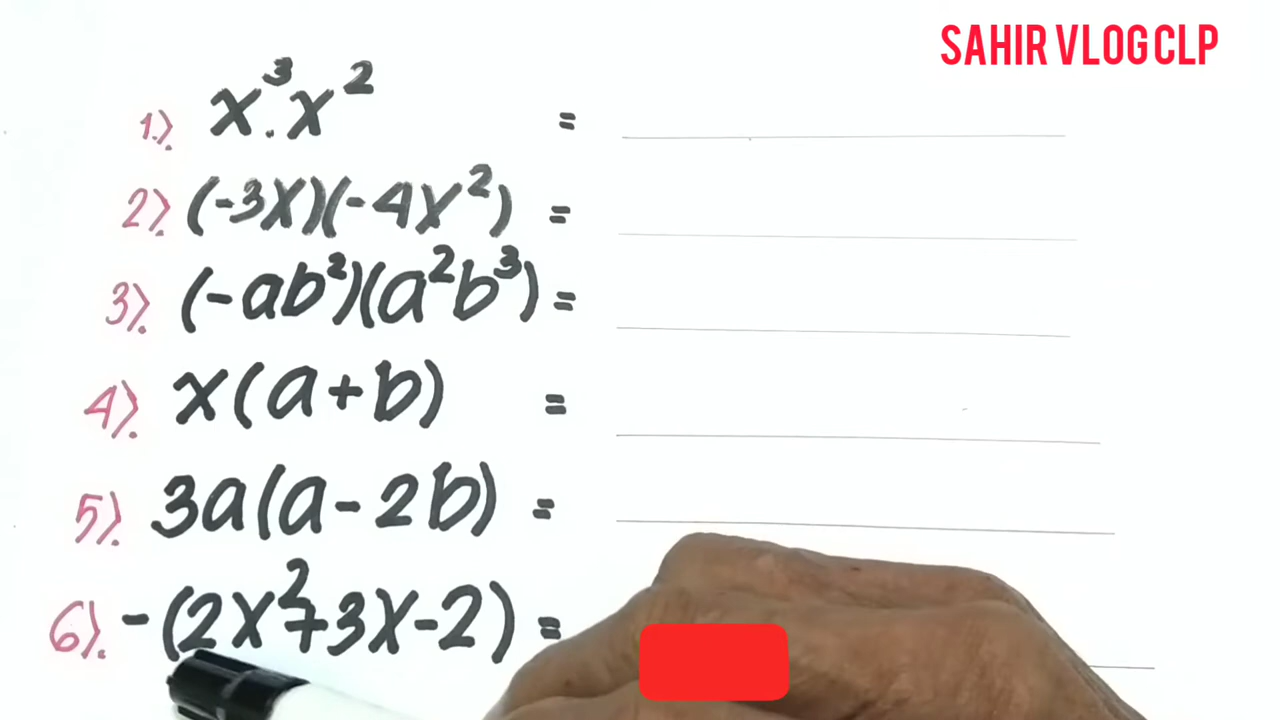 SAHIR VLOG CLP
1). x³.x² =
2). (-3x)(-4x²) =
3). (-ab²)(a²b³) =
4). x(a+b) =
5). 3a(a-2b) =
6). -(2x²+3x-2) =